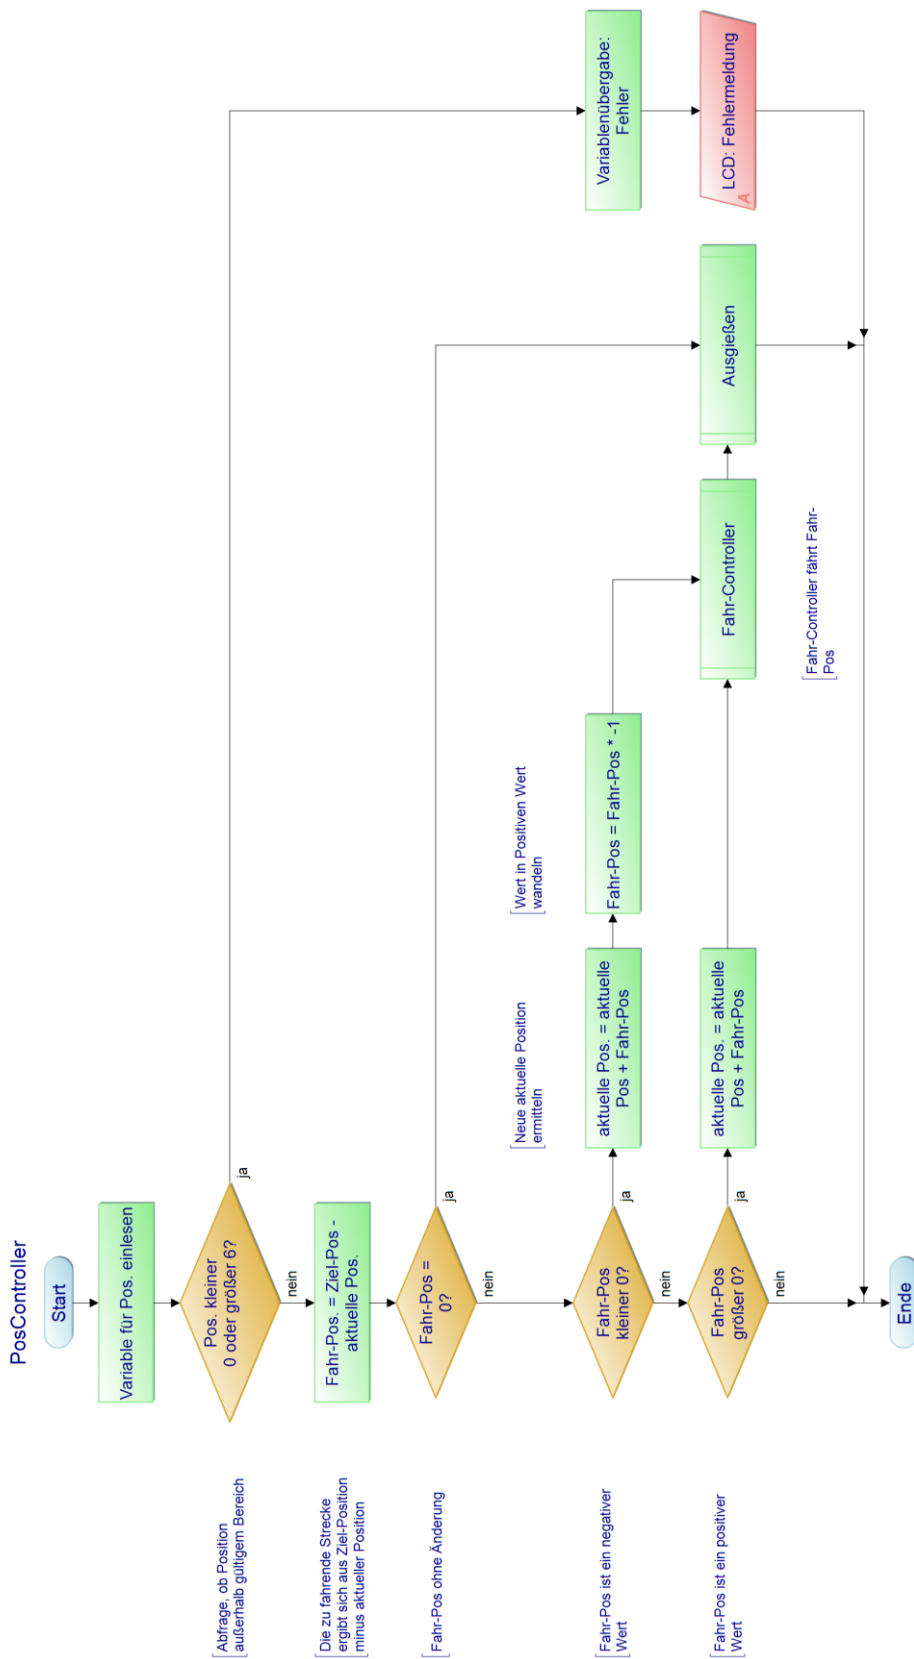 PosController
Start
Variable für Pos. einlesen
Pos. kleiner
0 oder größer 6?
ja
nein
Abfrage, ob Position
außerhalb gültigem Bereich
Fahr-Pos. = Ziel-Pos -
aktuelle Pos.
Die zu fahrende Strecke
ergibt sich aus Ziel-Position
minus aktueller Position
Fahr-Pos =
0?
ja
nein
Fahr-Pos ohne Änderung
Neue aktuelle Position
ermitteln
Wert in Positiven Wert
wandeln
Fahr-Pos
kleiner 0?
ja
nein
Fahr-Pos ist ein negativer
Wert
aktuelle Pos. = aktuelle
Pos + Fahr-Pos
Fahr-Pos = Fahr-Pos * -1
Variablenübergabe:
Fehler
Fahr-Pos
größer 0?
ja
nein
Fahr-Pos ist ein positiver
Wert
aktuelle Pos. = aktuelle
Pos + Fahr-Pos
Fahr-Controller
Ausgießen
LCD: Fehlermeldung
A
Fahr-Controller fährt Fahr-
Pos
Ende